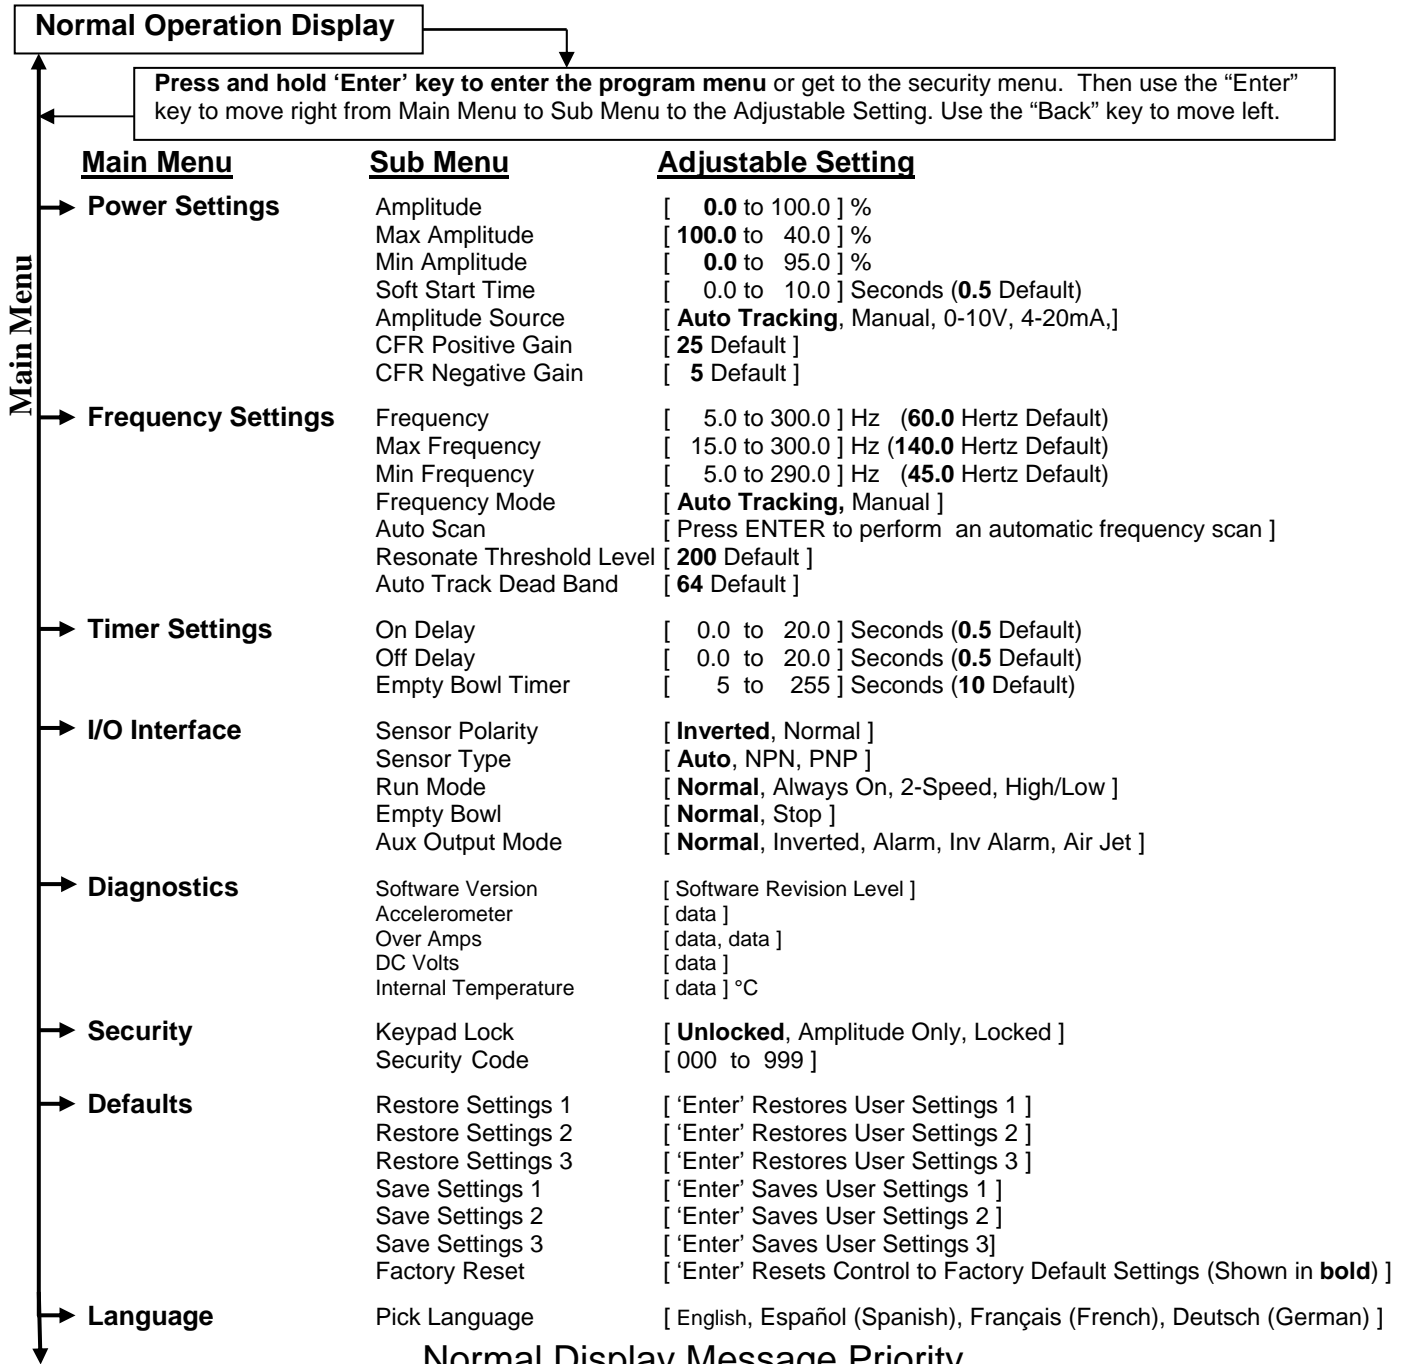 Normal Operation Display
Press and hold ‘Enter’ key to enter the program menu or get to the security menu. Then use the “Enter”
key to move right from Main Menu to Sub Menu to the Adjustable Setting. Use the “Back” key to move left.
Main Menu
Main Menu Sub Menu Adjustable Setting
Power Settings Amplitude [ 0.0 to 100.0 ] %
Max Amplitude [ 100.0 to 40.0 ] %
Min Amplitude [ 0.0 to 95.0 ] %
Soft Start Time [ 0.0 to 10.0 ] Seconds (0.5 Default)
Amplitude Source [ Auto Tracking, Manual, 0-10V, 4-20mA,]
CFR Positive Gain [ 25 Default ]
CFR Negative Gain [ 5 Default ]
Frequency Settings Frequency [ 5.0 to 300.0 ] Hz (60.0 Hertz Default)
Max Frequency [ 15.0 to 300.0 ] Hz (140.0 Hertz Default)
Min Frequency [ 5.0 to 290.0 ] Hz (45.0 Hertz Default)
Frequency Mode [ Auto Tracking, Manual ]
Auto Scan [ Press ENTER to perform an automatic frequency scan ]
Resonate Threshold Level [ 200 Default ]
Auto Track Dead Band [ 64 Default ]
Timer Settings On Delay [ 0.0 to 20.0 ] Seconds (0.5 Default)
Off Delay [ 0.0 to 20.0 ] Seconds (0.5 Default)
Empty Bowl Timer [ 5 to 255 ] Seconds (10 Default)
I/O Interface Sensor Polarity [ Inverted, Normal ]
Sensor Type [ Auto, NPN, PNP ]
Run Mode [ Normal, Always On, 2-Speed, High/Low ]
Empty Bowl [ Normal, Stop ]
Aux Output Mode [ Normal, Inverted, Alarm, Inv Alarm, Air Jet ]
Diagnostics Software Version [ Software Revision Level ]
Accelerometer [ data ]
Over Amps [ data, data ]
DC Volts [ data ]
Internal Temperature [ data ] °C
Security Keypad Lock [ Unlocked, Amplitude Only, Locked ]
Security Code [ 000 to 999 ]
Defaults Restore Settings 1 [ ‘Enter’ Restores User Settings 1 ]
Restore Settings 2 [ ‘Enter’ Restores User Settings 2 ]
Restore Settings 3 [ ‘Enter’ Restores User Settings 3 ]
Save Settings 1 [ ‘Enter’ Saves User Settings 1 ]
Save Settings 2 [ ‘Enter’ Saves User Settings 2 ]
Save Settings 3 [ ‘Enter’ Saves User Settings 3]
Factory Reset [ ‘Enter’ Resets Control to Factory Default Settings (Shown in bold) ]
Language Pick Language [ English, Español (Spanish), Français (French), Deutsch (German) ]
Normal Display Message Priority